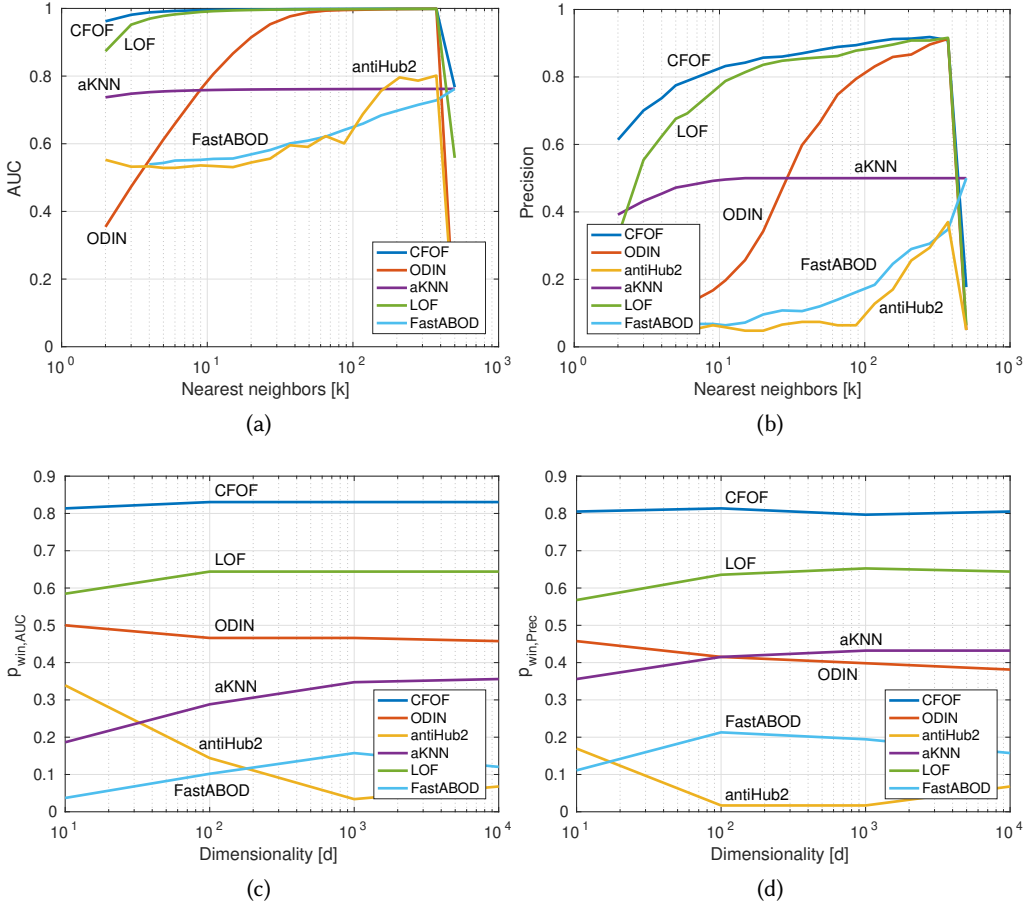 1
0.8
0.6
0.4
0.2
0
AUC
CFOF
LOF
aKNN
antiHub2
FastABOD
ODIN
CFOF
ODIN
antiHub2
aKNN
LOF
FastABOD
10^0 10^1 10^2 10^3
Nearest neighbors [k]
(a)
1
0.8
0.6
0.4
0.2
0
Precision
CFOF
LOF
aKNN
ODIN
FastABOD
antiHub2
CFOF
ODIN
antiHub2
aKNN
LOF
FastABOD
10^0 10^1 10^2 10^3
Nearest neighbors [k]
(b)
0.9
0.8
0.7
0.6
0.5
0.4
0.3
0.2
0.1
0
p_win,AUC
CFOF
LOF
ODIN
aKNN
antiHub2
FastABOD
CFOF
ODIN
antiHub2
aKNN
LOF
FastABOD
10^1 10^2 10^3 10^4
Dimensionality [d]
(c)
0.9
0.8
0.7
0.6
0.5
0.4
0.3
0.2
0.1
0
p_win,Prec
CFOF
LOF
aKNN
ODIN
FastABOD
antiHub2
CFOF
ODIN
antiHub2
aKNN
LOF
FastABOD
10^1 10^2 10^3 10^4
Dimensionality [d]
(d)